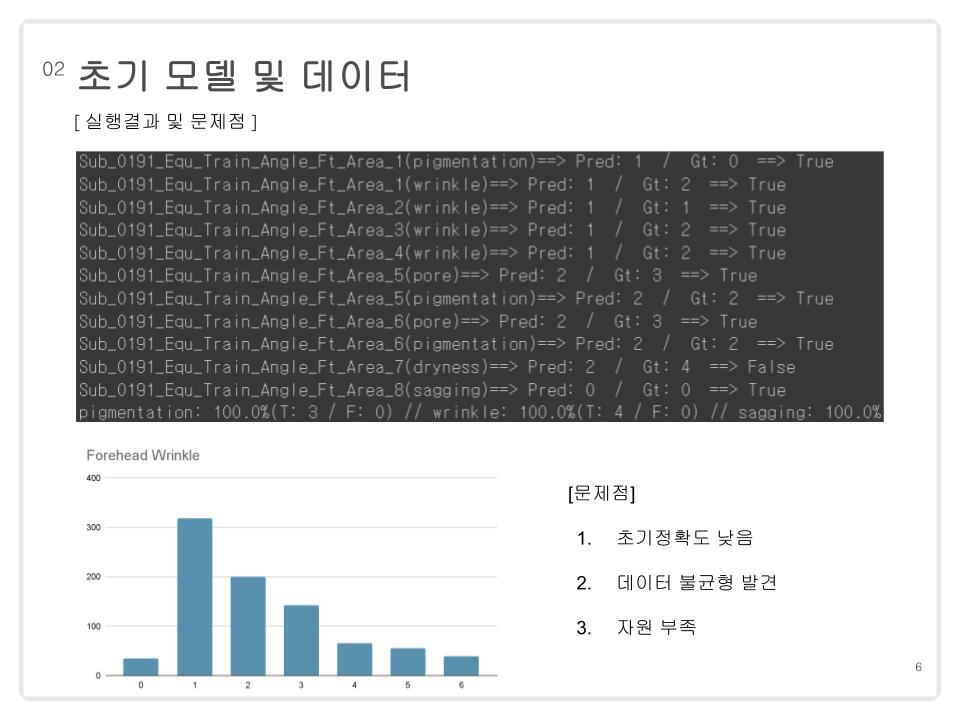 02 초기 모델 및 데이터
[ 실행결과 및 문제점 ]
Sub_0191_Equ_Train_Angle_Ft_Area_1(pigmentation)==> Pred: 1 / Gt: 0 ==> True
Sub_0191_Equ_Train_Angle_Ft_Area_1(wrinkle)==> Pred: 1 / Gt: 2 ==> True
Sub_0191_Equ_Train_Angle_Ft_Area_2(wrinkle)==> Pred: 1 / Gt: 1 ==> True
Sub_0191_Equ_Train_Angle_Ft_Area_3(wrinkle)==> Pred: 1 / Gt: 2 ==> True
Sub_0191_Equ_Train_Angle_Ft_Area_4(wrinkle)==> Pred: 1 / Gt: 2 ==> True
Sub_0191_Equ_Train_Angle_Ft_Area_5(pore)==> Pred: 2 / Gt: 3 ==> True
Sub_0191_Equ_Train_Angle_Ft_Area_5(pigmentation)==> Pred: 2 / Gt: 2 ==> True
Sub_0191_Equ_Train_Angle_Ft_Area_6(pore)==> Pred: 2 / Gt: 3 ==> True
Sub_0191_Equ_Train_Angle_Ft_Area_6(pigmentation)==> Pred: 2 / Gt: 2 ==> True
Sub_0191_Equ_Train_Angle_Ft_Area_7(dryness)==> Pred: 2 / Gt: 4 ==> False
Sub_0191_Equ_Train_Angle_Ft_Area_8(sagging)==> Pred: 0 / Gt: 0 ==> True
pigmentation: 100.0%(T: 3 / F: 0) // wrinkle: 100.0%(T: 4 / F: 0) // sagging: 100.0%
Forehead Wrinkle
400
300
200
100
0
0 1 2 3 4 5 6
[문제점]
1. 초기정확도 낮음
2. 데이터 불균형 발견
3. 자원 부족
6